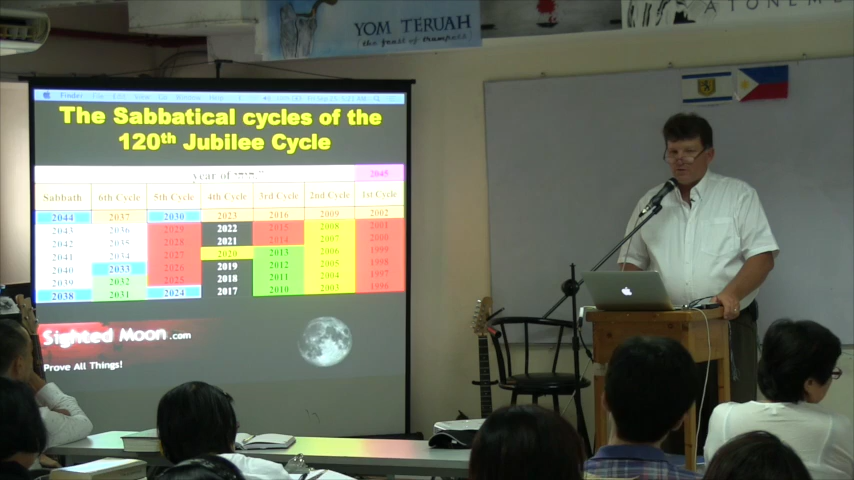 YOM TERUAH
[the feast of trumpets]
ATONEME
Finder
The Sabbatical cycles of the
120th Jubilee Cycle
year of 2045
Sabbath 6th Cycle 5th Cycle 4th Cycle 3rd Cycle 2nd Cycle 1st Cycle
2044 2037 2030 2023 2016 2009 2002
2043 2036 2029 2022 2015 2008 2001
2042 2035 2028 2021 2014 2007 2000
2041 2034 2027 2020 2013 2006 1999
2040 2033 2026 2019 2012 2005 1998
2039 2032 2025 2018 2011 2004 1997
2038 2031 2024 2017 2010 2003 1996
Sighted Moon.com
Prove All Things!